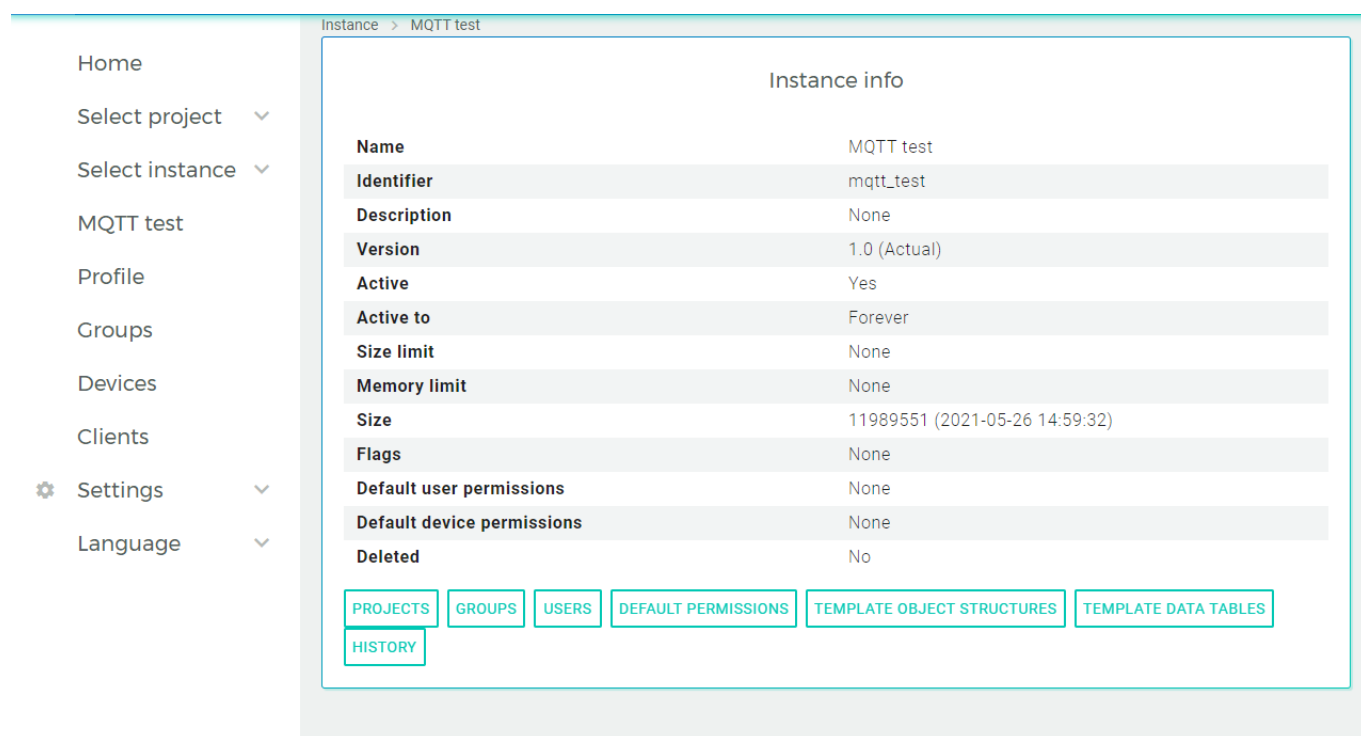 Instance > MQTT test
Home
Select project
Select instance
MQTT test
Profile
Groups
Devices
Clients
Settings
Language
Instance info
Name MQTT test
Identifier mqtt_test
Description None
Version 1.0 (Actual)
Active Yes
Active to Forever
Size limit None
Memory limit None
Size 11989551 (2021-05-26 14:59:32)
Flags None
Default user permissions None
Default device permissions None
Deleted No
PROJECTS GROUPS USERS DEFAULT PERMISSIONS TEMPLATE OBJECT STRUCTURES TEMPLATE DATA TABLES
HISTORY